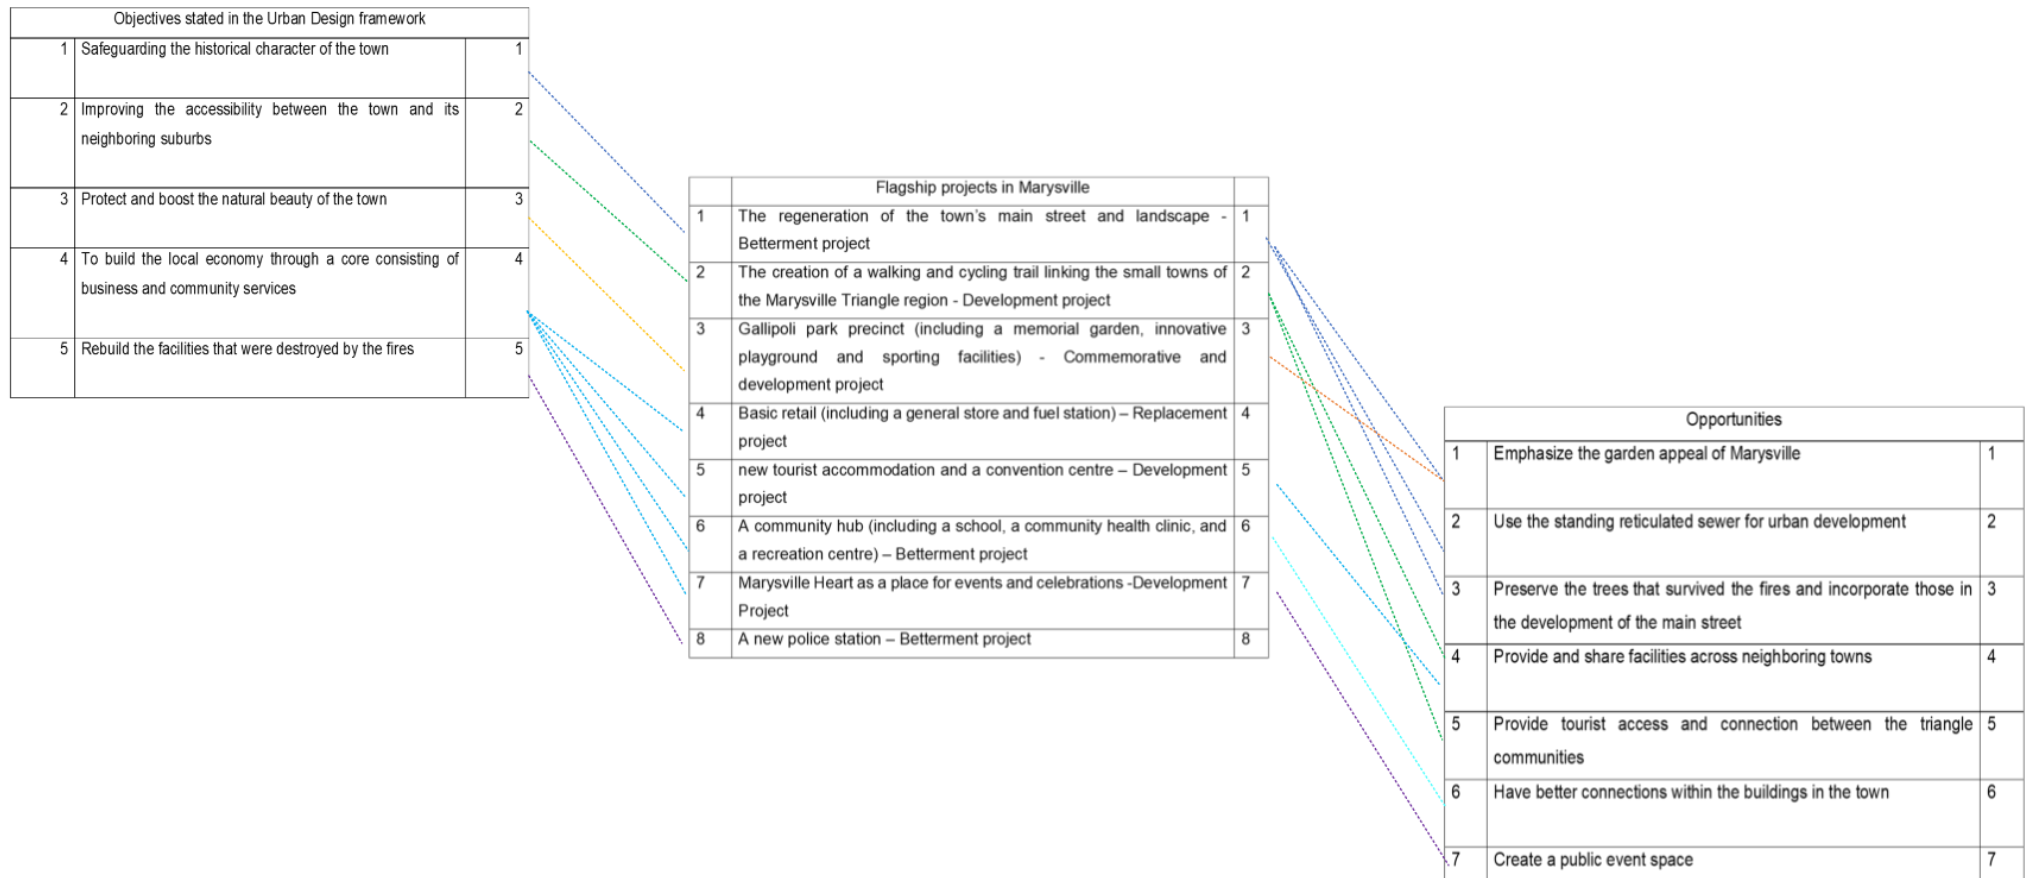 Objectives stated in the Urban Design framework
1 Safeguarding the historical character of the town 1
2 Improving the accessibility between the town and its 2
neighboring suburbs
3 Protect and boost the natural beauty of the town 3
4 To build the local economy through a core consisting of 4
business and community services
5 Rebuild the facilities that were destroyed by the fires 5
Flagship projects in Marysville
1 The regeneration of the town's main street and landscape - 1
Betterment project
2 The creation of a walking and cycling trail linking the small towns of 2
the Marysville Triangle region - Development project
3 Gallipoli park precinct (including a memorial garden, innovative 3
playground and sporting facilities) - Commemorative and
development project
4 Basic retail (including a general store and fuel station) – Replacement 4
project
5 new tourist accommodation and a convention centre – Development 5
project
6 A community hub (including a school, a community health clinic, and 6
a recreation centre) – Betterment project
7 Marysville Heart as a place for events and celebrations -Development 7
Project
8 A new police station – Betterment project 8
Opportunities
1 Emphasize the garden appeal of Marysville 1
2 Use the standing reticulated sewer for urban development 2
3 Preserve the trees that survived the fires and incorporate those in 3
the development of the main street
4 Provide and share facilities across neighboring towns 4
5 Provide tourist access and connection between the triangle 5
communities
6 Have better connections within the buildings in the town 6
7 Create a public event space 7